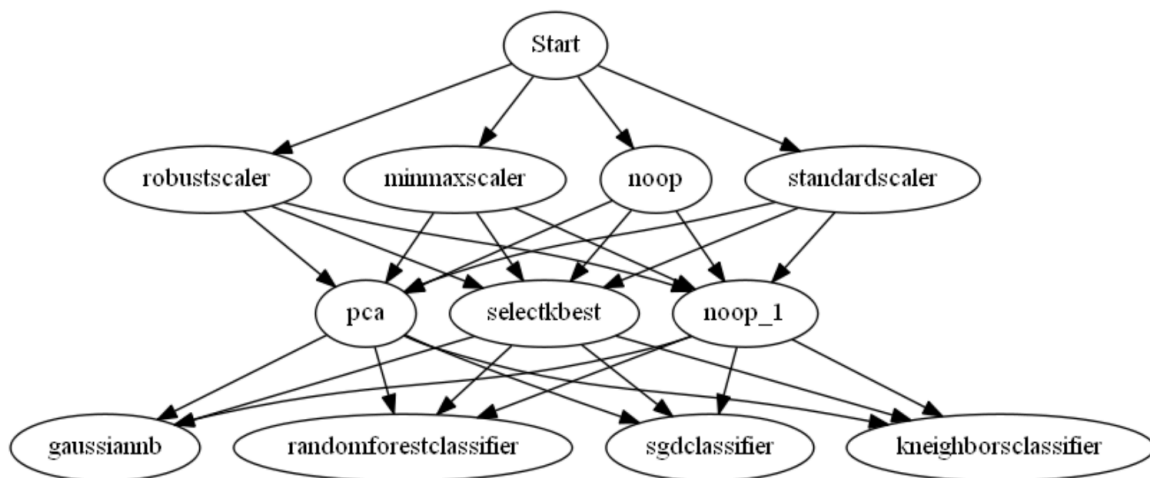 Start
robustscaler
minmaxscaler
noop
standardscaler
pca
selectkbest
noop_1
gaussiannb
randomforestclassifier
sgdclassifier
kneighborsclassifier